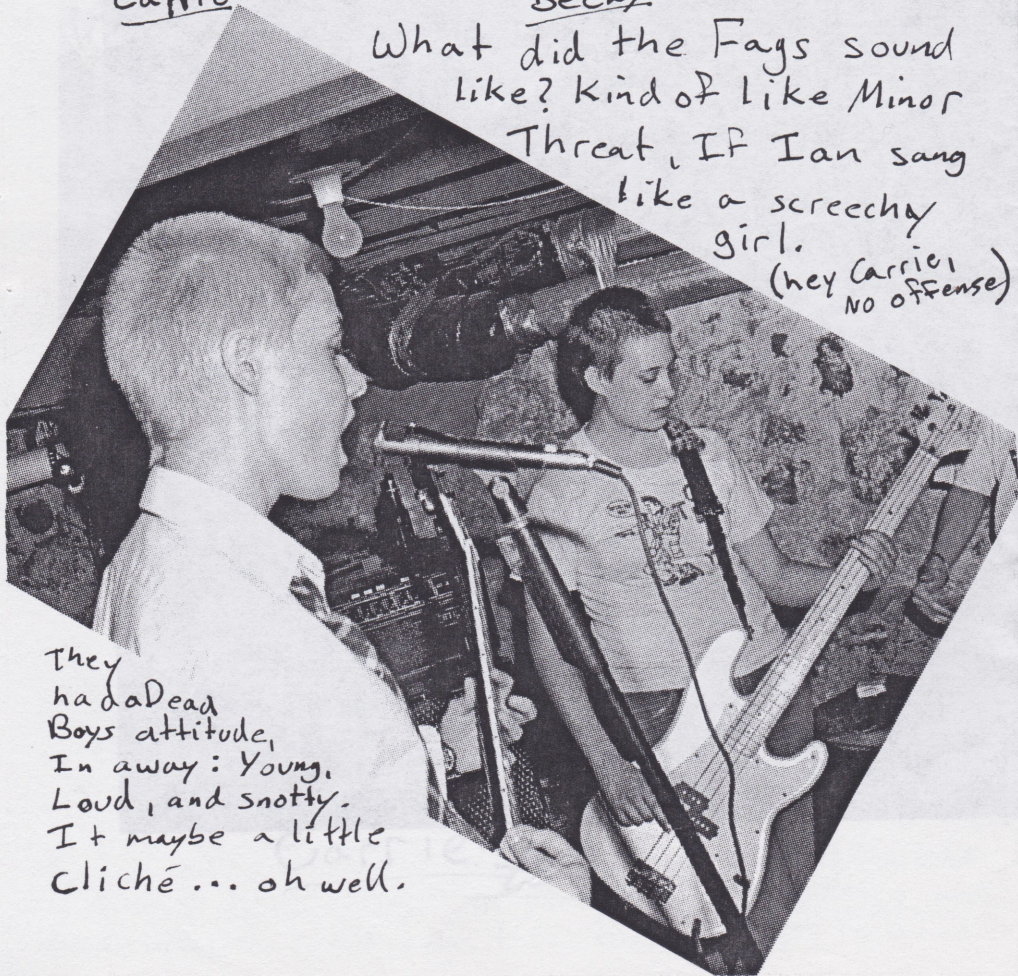 Becky
What did the Fags sound
like? Kind of like Minor
Threat, If Ian sang
like a screechy
girl.
(hey Carrie,
No offense)
They
hadaDead
Boys attitude,
In away: Young,
Loud, and snotty.
It maybe a little
Cliché... oh well.